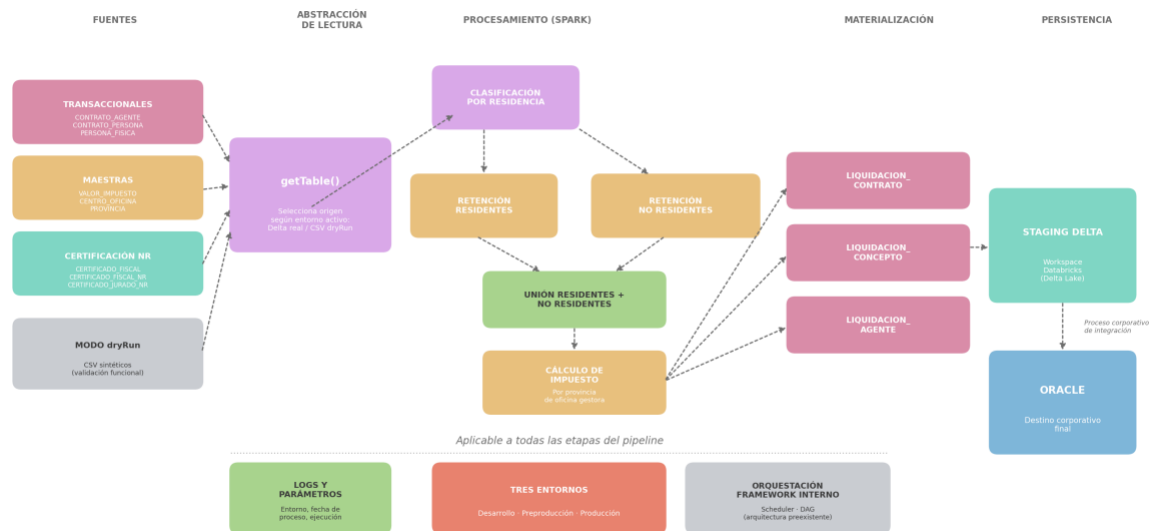 FUENTES
ABSTRACCIÓN
DE LECTURA
PROCESAMIENTO (SPARK)
MATERIALIZACIÓN
PERSISTENCIA
TRANSACCIONALES
CONTRATO_AGENTE
CONTRATO_PERSONA
PERSONA_FISICA
MAESTRAS
VALOR_IMPUESTO
CENTRO_OFICINA
PROVINCIA
CERTIFICACIÓN NR
CERTIFICADO_FISCAL
CERTIFICADO_FISCAL_NR
CERTIFICADO_JURADO_NR
MODO dryRun
CSV sintéticos
(validación funcional)
getTable()
Selecciona origen
según entorno activo:
Delta real / CSV dryRun
CLASIFICACIÓN
POR RESIDENCIA
RETENCIÓN
RESIDENTES
RETENCIÓN
NO RESIDENTES
UNIÓN RESIDENTES +
NO RESIDENTES
CÁLCULO DE
IMPUESTO
Por provincia
de oficina gestora
LIQUIDACION_
CONTRATO
LIQUIDACION_
CONCEPTO
LIQUIDACION_
AGENTE
STAGING DELTA
Workspace
Databricks
(Delta Lake)
Proceso corporativo
de integración
ORACLE
Destino corporativo
final
Aplicable a todas las etapas del pipeline
LOGS Y
PARÁMETROS
Entorno, fecha de
proceso, ejecución
TRES ENTORNOS
Desarrollo · Preproducción · Producción
ORQUESTACIÓN
FRAMEWORK INTERNO
Scheduler · DAG
(arquitectura preexistente)